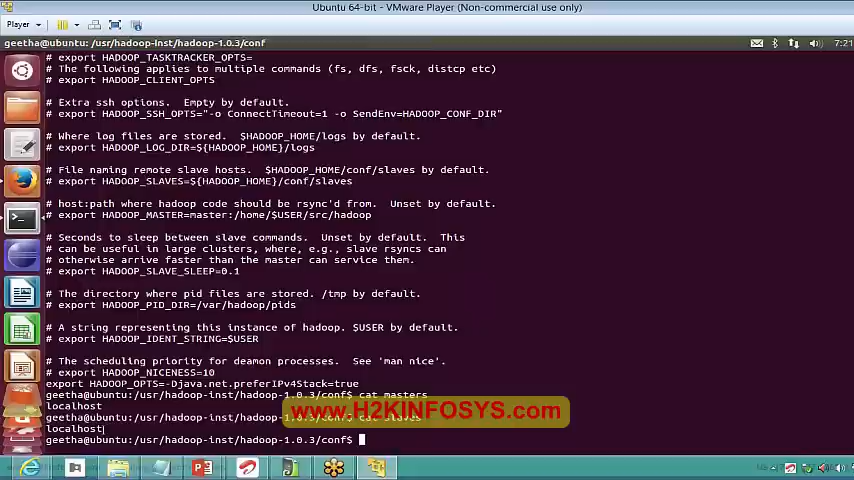 Ubuntu 64-bit - VMware Player (Non-commercial use only)
Player
geetha@ubuntu: /usr/hadoop-inst/hadoop-1.0.3/conf
7:21
# export HADOOP_TASKTRACKER_OPTS=
# The following applies to multiple commands (fs, dfs, fsck, distcp etc)
# export HADOOP_CLIENT_OPTS
# Extra ssh options.  Empty by default.
# export HADOOP_SSH_OPTS="-o ConnectTimeout=1 -o SendEnv=HADOOP_CONF_DIR"
# Where log files are stored.  $HADOOP_HOME/logs by default.
# export HADOOP_LOG_DIR=${HADOOP_HOME}/logs
# File naming remote slave hosts.  $HADOOP_HOME/conf/slaves by default.
# export HADOOP_SLAVES=${HADOOP_HOME}/conf/slaves
# host:path where hadoop code should be rsync'd from.  Unset by default.
# export HADOOP_MASTER=master:/home/$USER/src/hadoop
# Seconds to sleep between slave commands.  Unset by default.  This
# can be useful in large clusters, where, e.g., slave rsyncs can
# otherwise arrive faster than the master can service them.
# export HADOOP_SLAVE_SLEEP=0.1
# The directory where pid files are stored. /tmp by default.
# export HADOOP_PID_DIR=/var/hadoop/pids
# A string representing this instance of hadoop. $USER by default.
# export HADOOP_IDENT_STRING=$USER
# The scheduling priority for deamon processes.  See 'man nice'.
# export HADOOP_NICENESS=10
export HADOOP_OPTS=-Djava.net.preferIPv4Stack=true
geetha@ubuntu:/usr/hadoop-inst/hadoop-1.0.3/conf$ cat masters
localhost
www.H2KINFOSYS.com
geetha@ubuntu:/usr/hadoop-inst/hadoop-1.0.3/conf$ cat slaves
localhost
geetha@ubuntu:/usr/hadoop-inst/hadoop-1.0.3/conf$